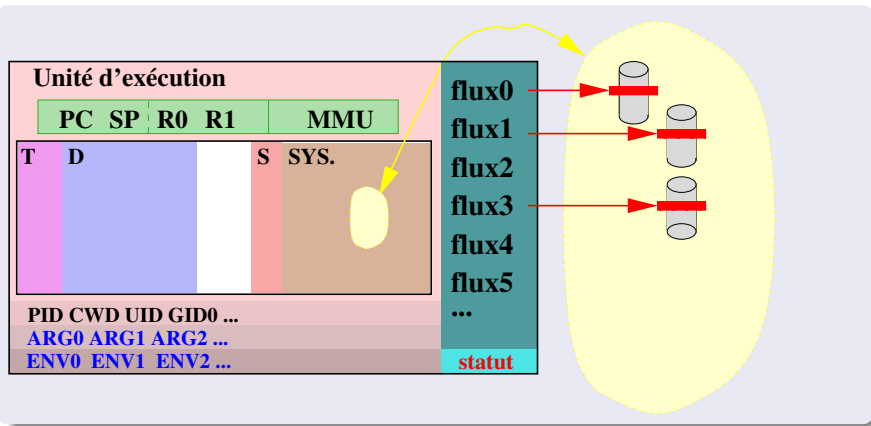 Unité d'exécution
PC SP R0 R1 MMU
T D S SYS.
PID CWD UID GID0 ...
ARG0 ARG1 ARG2 ...
ENV0 ENV1 ENV2 ...
flux0
flux1
flux2
flux3
flux4
flux5
...
statut